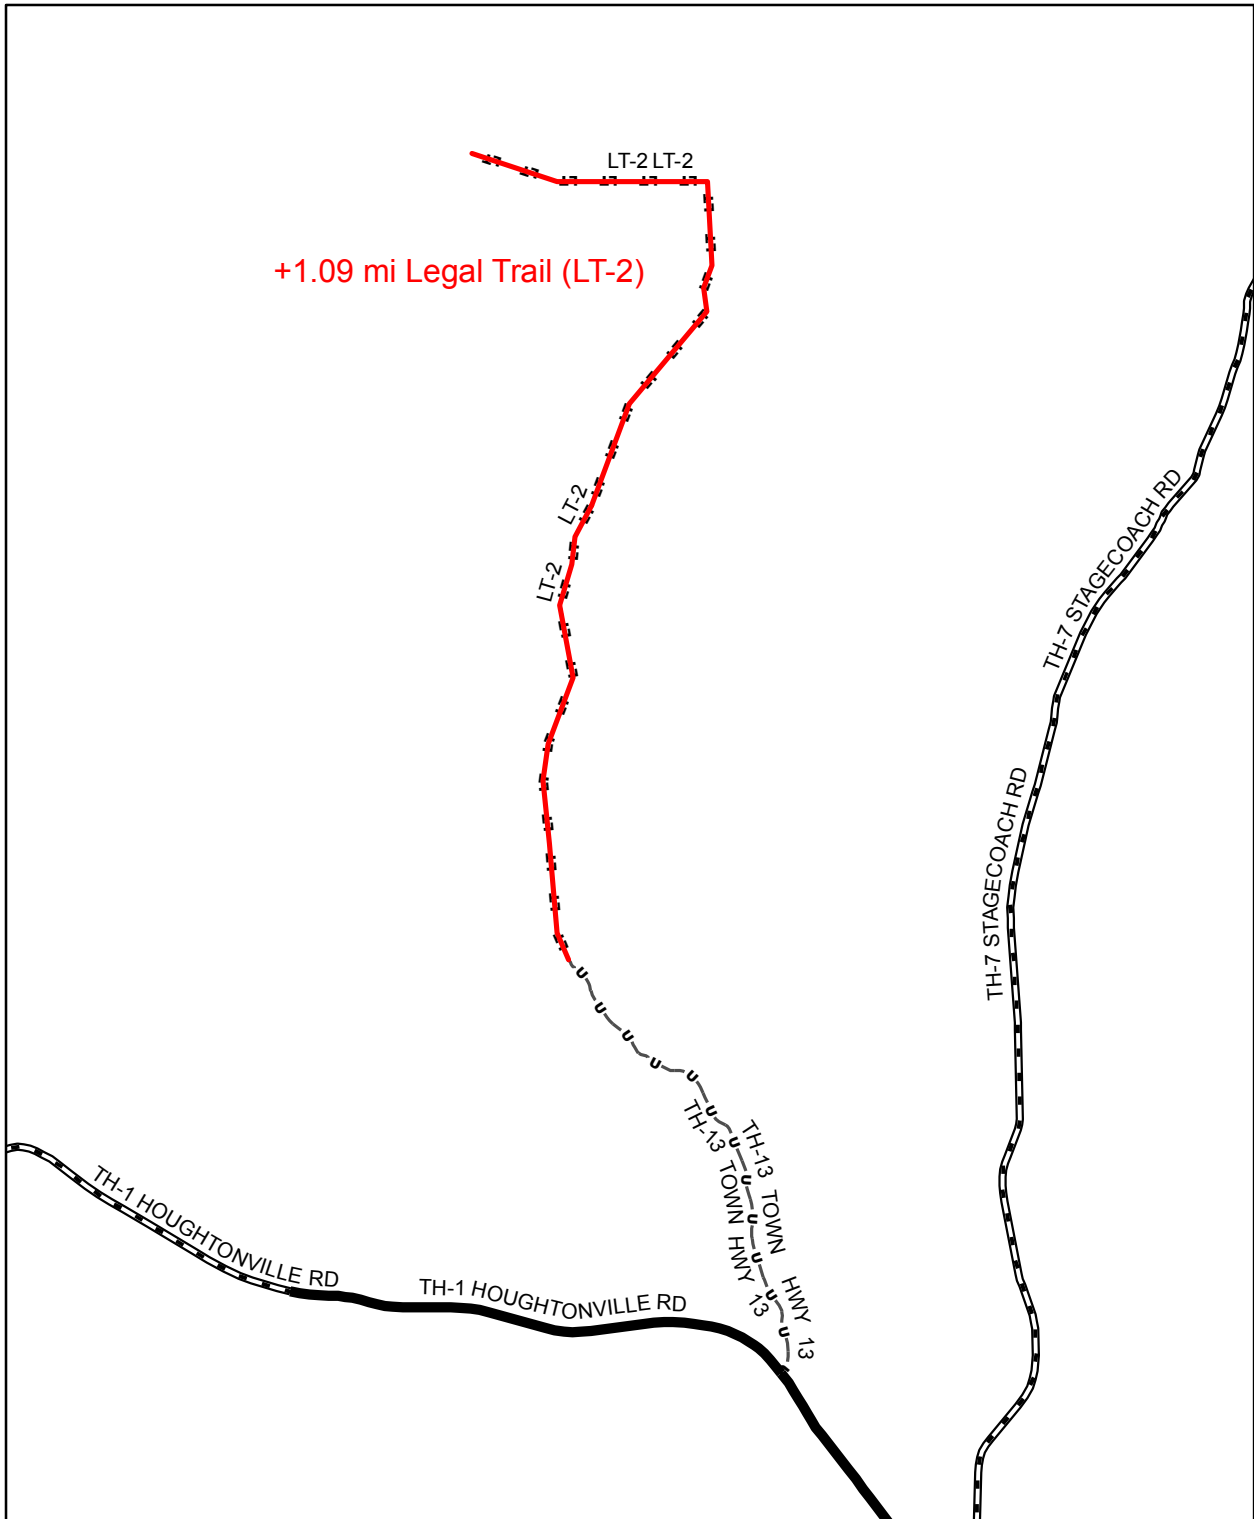 LT-2 LT-2
+1.09 mi Legal Trail (LT-2)
LT-2
LT-2
TH-7 STAGECOACH RD
TH-7 STAGECOACH RD
TH-13 TOWN HWY 13
TH-13 TOWN HWY 13
TH-1 HOUGHTONVILLE RD
TH-1 HOUGHTONVILLE RD